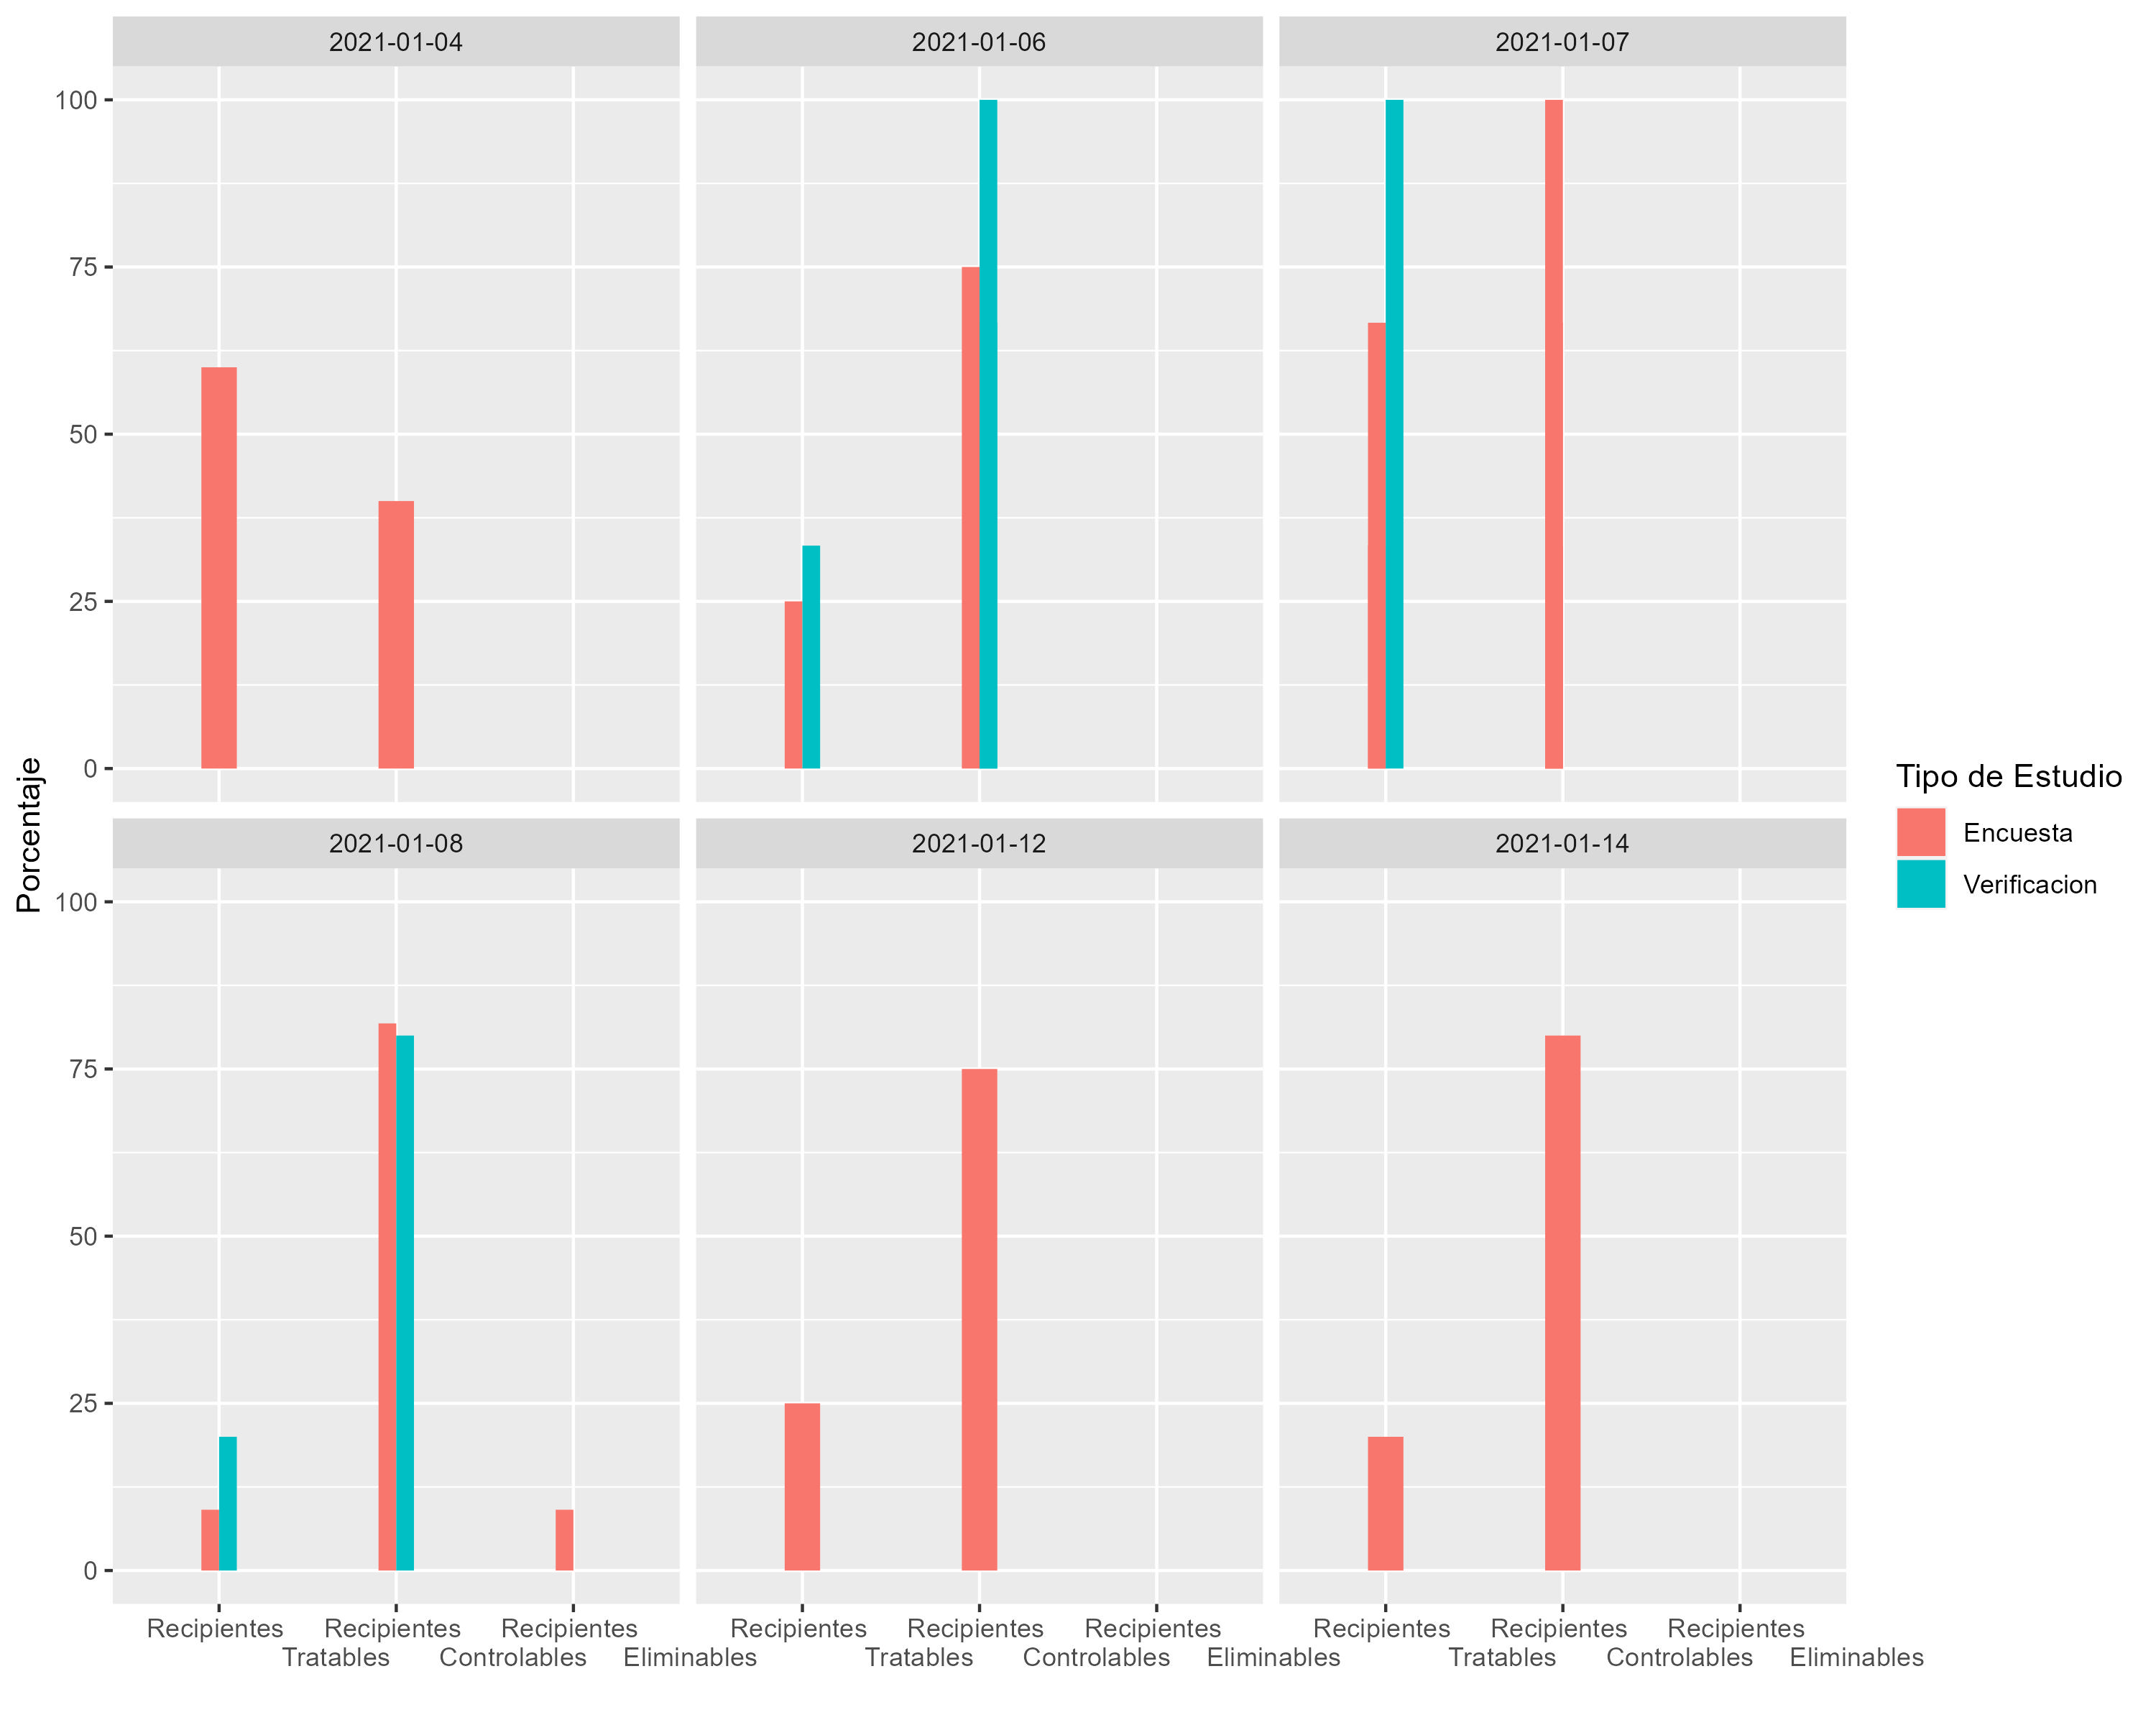 2021-01-04
2021-01-06
2021-01-07
100
75
50
25
0
2021-01-08
2021-01-12
2021-01-14
100
75
50
25
0
Porcentaje
Recipientes
Tratables
Recipientes
Controlables
Recipientes
Eliminables
Recipientes
Tratables
Recipientes
Controlables
Recipientes
Eliminables
Recipientes
Tratables
Recipientes
Controlables
Recipientes
Eliminables
Tipo de Estudio
Encuesta
Verificacion